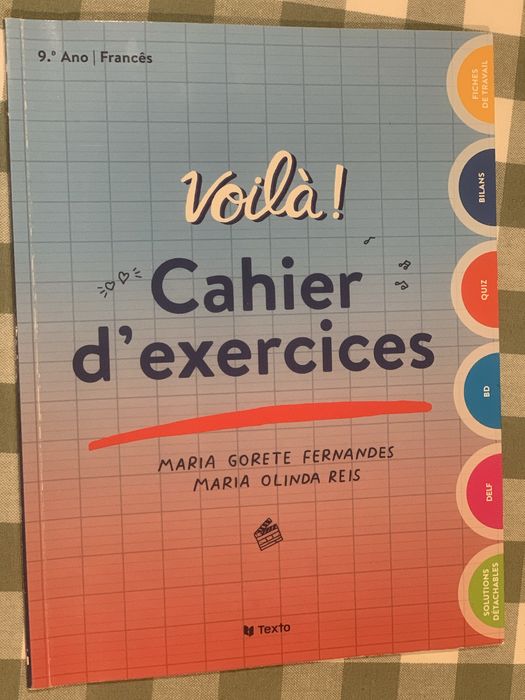 9.º Ano | Francês
Voilà!
Cahier
d'exercices
MARIA GORETE FERNANDES
MARIA OLINDA REIS
Texto
FICHES
DE TRAVAIL
BILANS
QUIZ
BD
DELF
SOLUTIONS
DÉTACHABLES